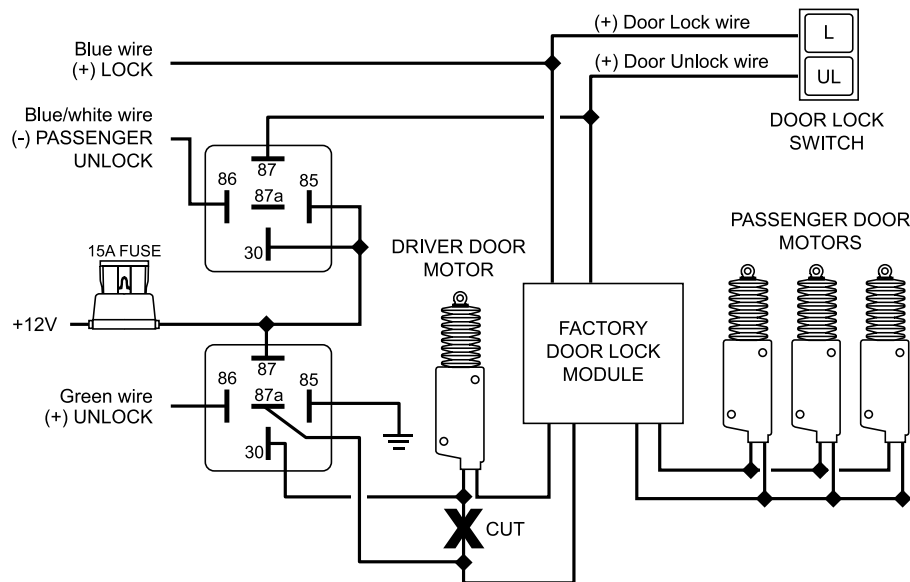 Blue wire
(+) LOCK
(+) Door Lock wire
L
(+) Door Unlock wire
UL
DOOR LOCK
SWITCH
Blue/white wire
(-) PASSENGER
UNLOCK
87
86
87a
85
30
15A FUSE
+12V
DRIVER DOOR
MOTOR
PASSENGER DOOR
MOTORS
FACTORY
DOOR LOCK
MODULE
87
86
87a
85
30
Green wire
(+) UNLOCK
X CUT